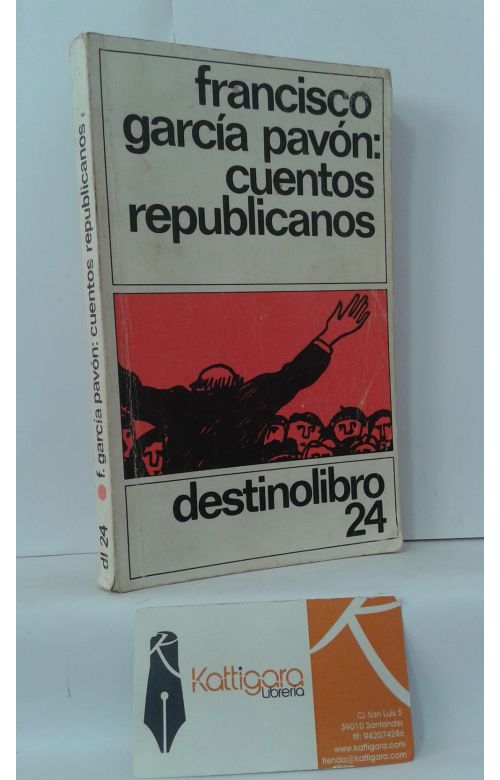 francisco
garcía pavón:
cuentos
republicanos
destinolibro
24
dl 24 f. garcía pavón: cuentos republicanos
Kattigara
Librería
C/ San Luis 5
39010 Santander
tlf: 942074286
www.kattigara.com
tienda@kattigara.com